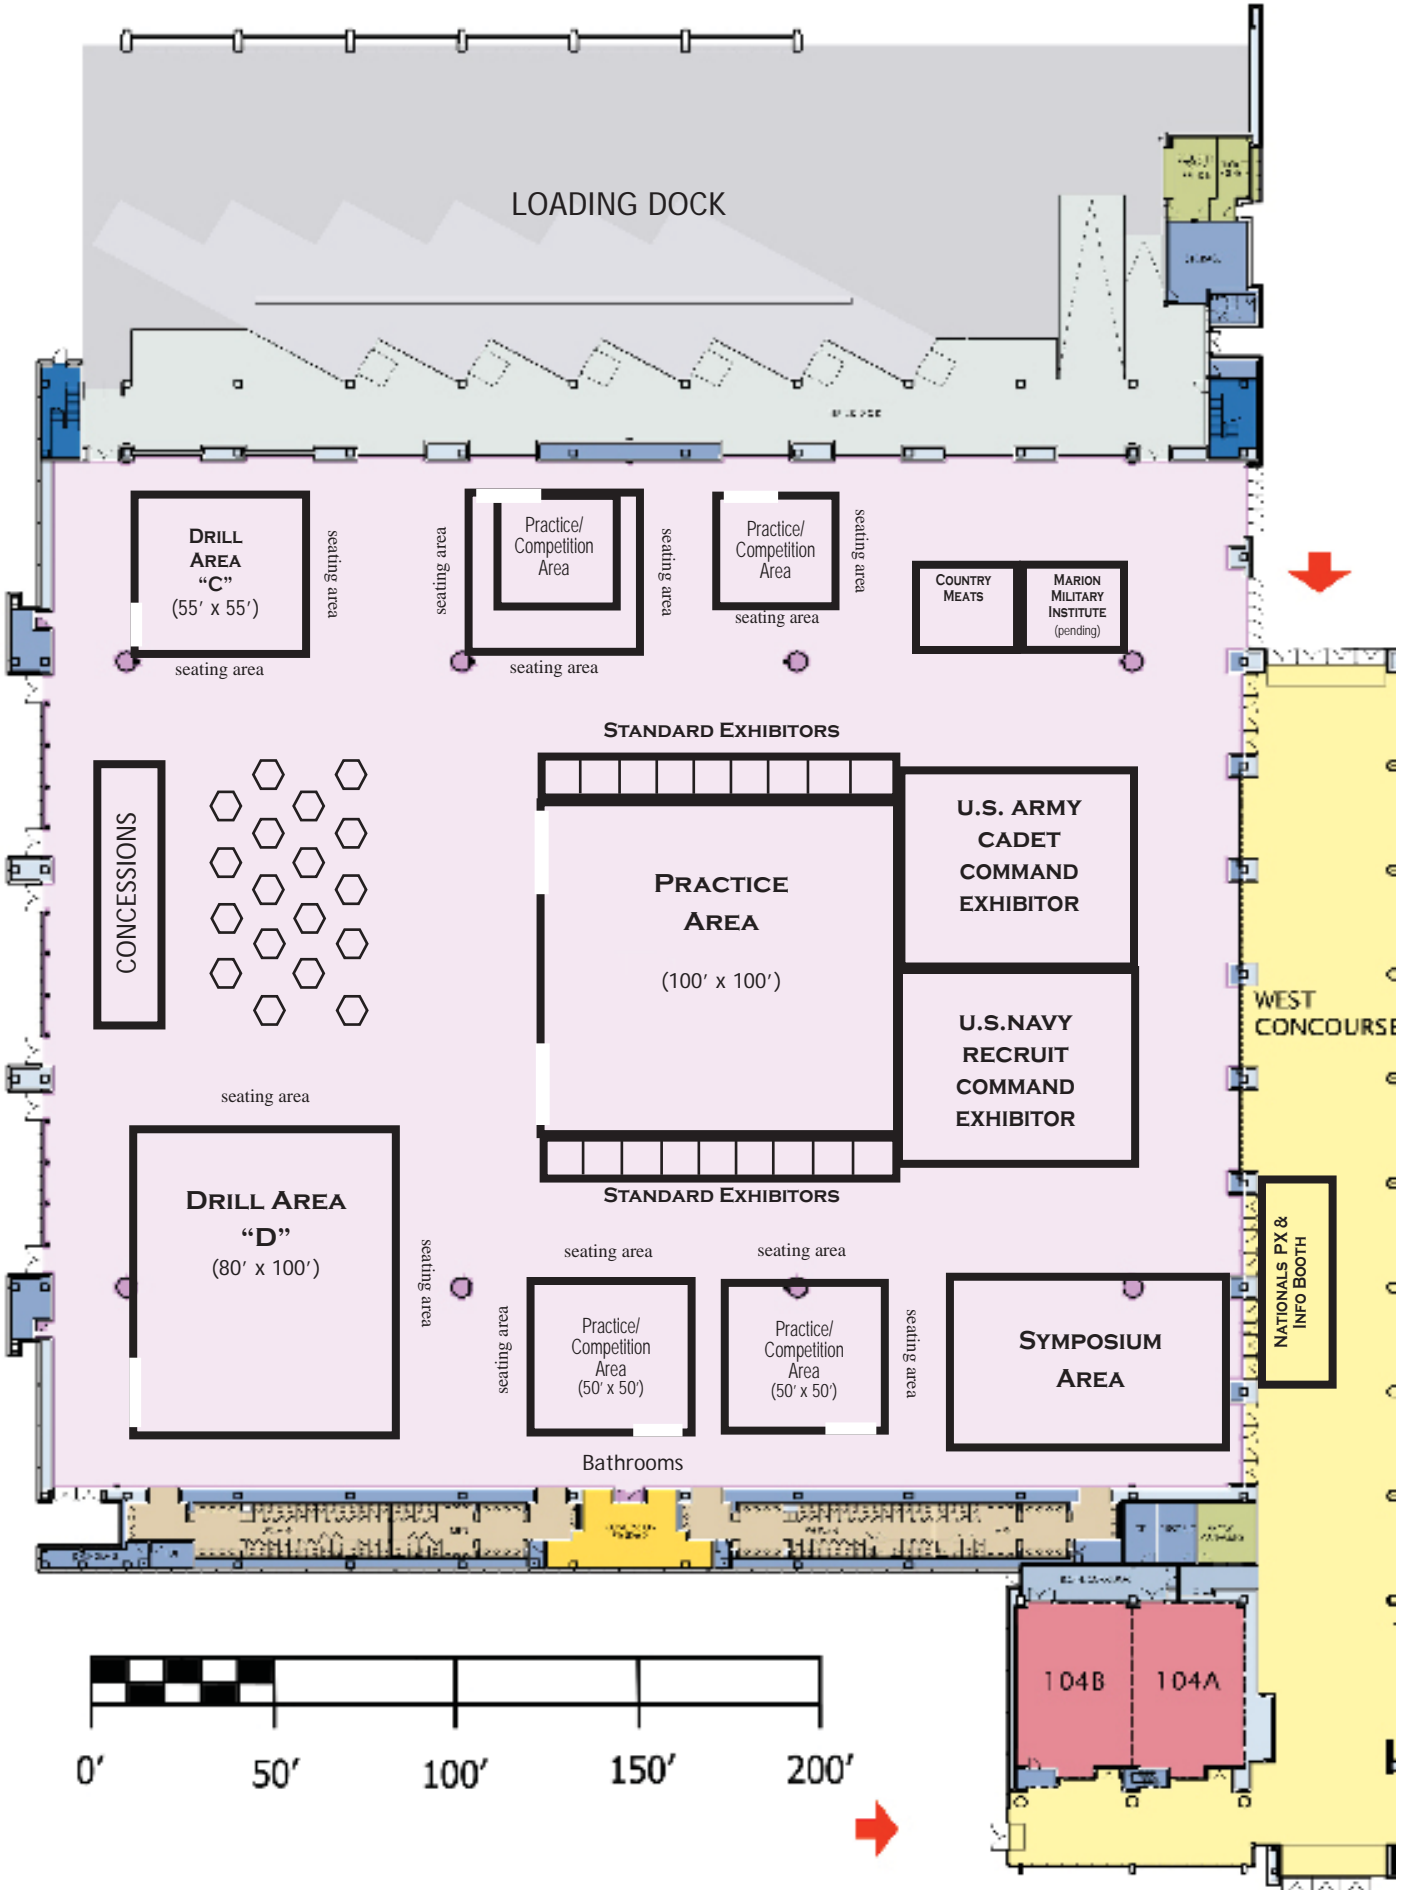 LOADING DOCK
DRILL
AREA
“C”
(55’ x 55’)
seating area
seating area
seating area
Practice/
Competition
Area
seating area
seating area
Practice/
Competition
Area
seating area
seating area
COUNTRY
MEATS
MARION
MILITARY
INSTITUTE
(pending)
STANDARD EXHIBITORS
CONCESSIONS
PRACTICE
AREA
(100’ x 100’)
U.S. ARMY
CADET
COMMAND
EXHIBITOR
U.S.NAVY
RECRUIT
COMMAND
EXHIBITOR
WEST
CONCOURSE
seating area
DRILL AREA
“D”
(80’ x 100’)
seating area
STANDARD EXHIBITORS
seating area
seating area
seating area
Practice/
Competition
Area
(50’ x 50’)
Practice/
Competition
Area
(50’ x 50’)
seating area
SYMPOSIUM
AREA
NATIONALS PX &
INFO BOOTH
Bathrooms
104B
104A
0’
50’
100’
150’
200’